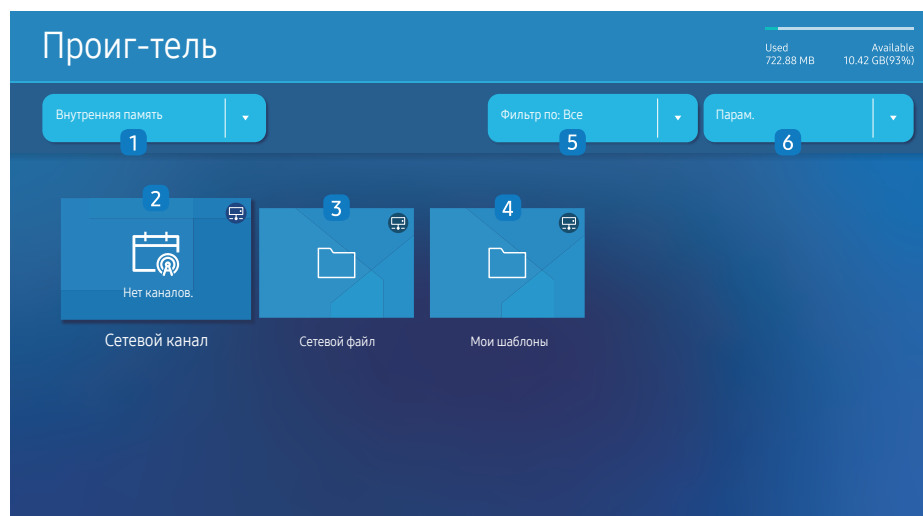 Проиг-тель
Used Available
722.88 MB 10.42 GB(93%)
Внутренняя память
1
Фильтр по: Все
5
Парам.
6
2
3
4
Нет каналов.
Сетевой канал
Сетевой файл
Мои шаблоны